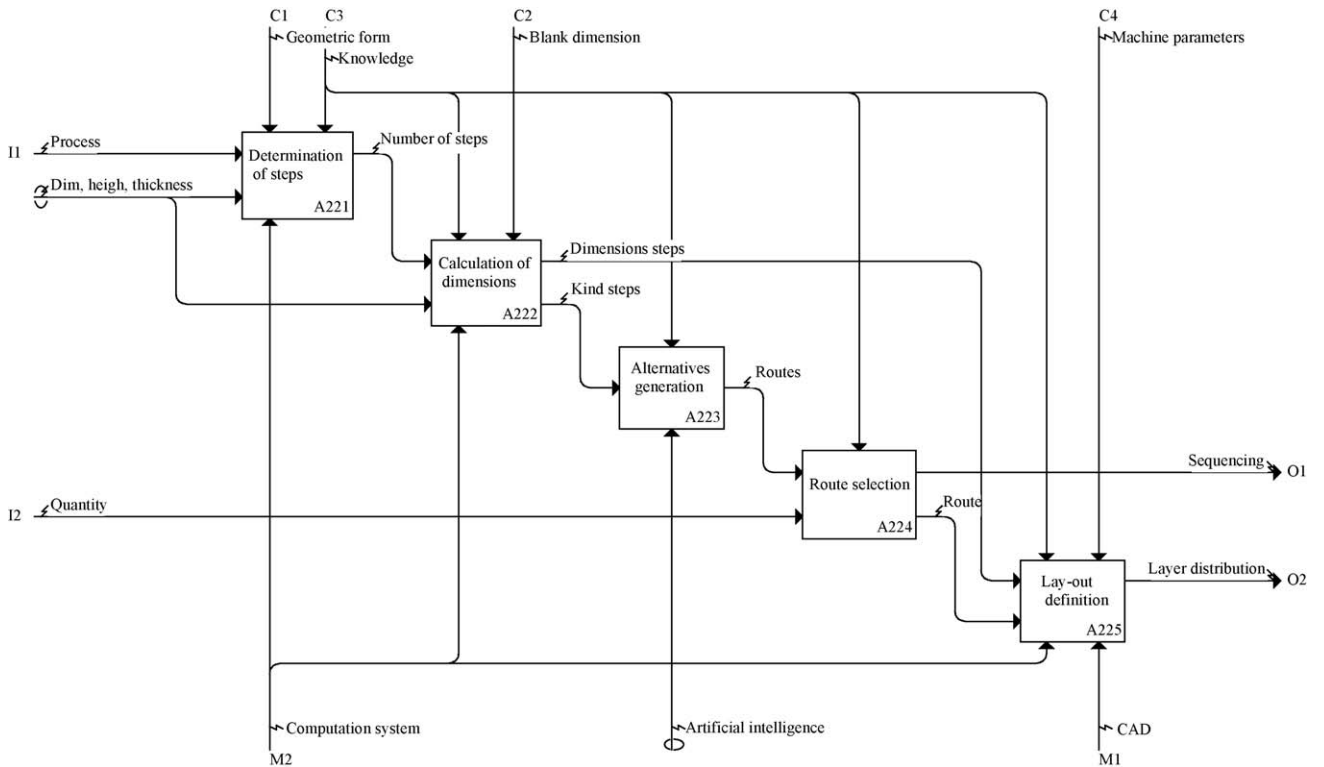 C1
C3
C2
C4
Geometric form
Blank dimension
Machine parameters
Knowledge
I1
Process
Number of steps
Determination
of steps
A221
Dim, heigh, thickness
Dimensions steps
Calculation of
dimensions
A222
Kind steps
Alternatives
generation
A223
Routes
Sequencing
O1
Route selection
A224
I2
Quantity
Route
Layer distribution
O2
Lay-out
definition
A225
Computation system
Artificial intelligence
CAD
M2
M1